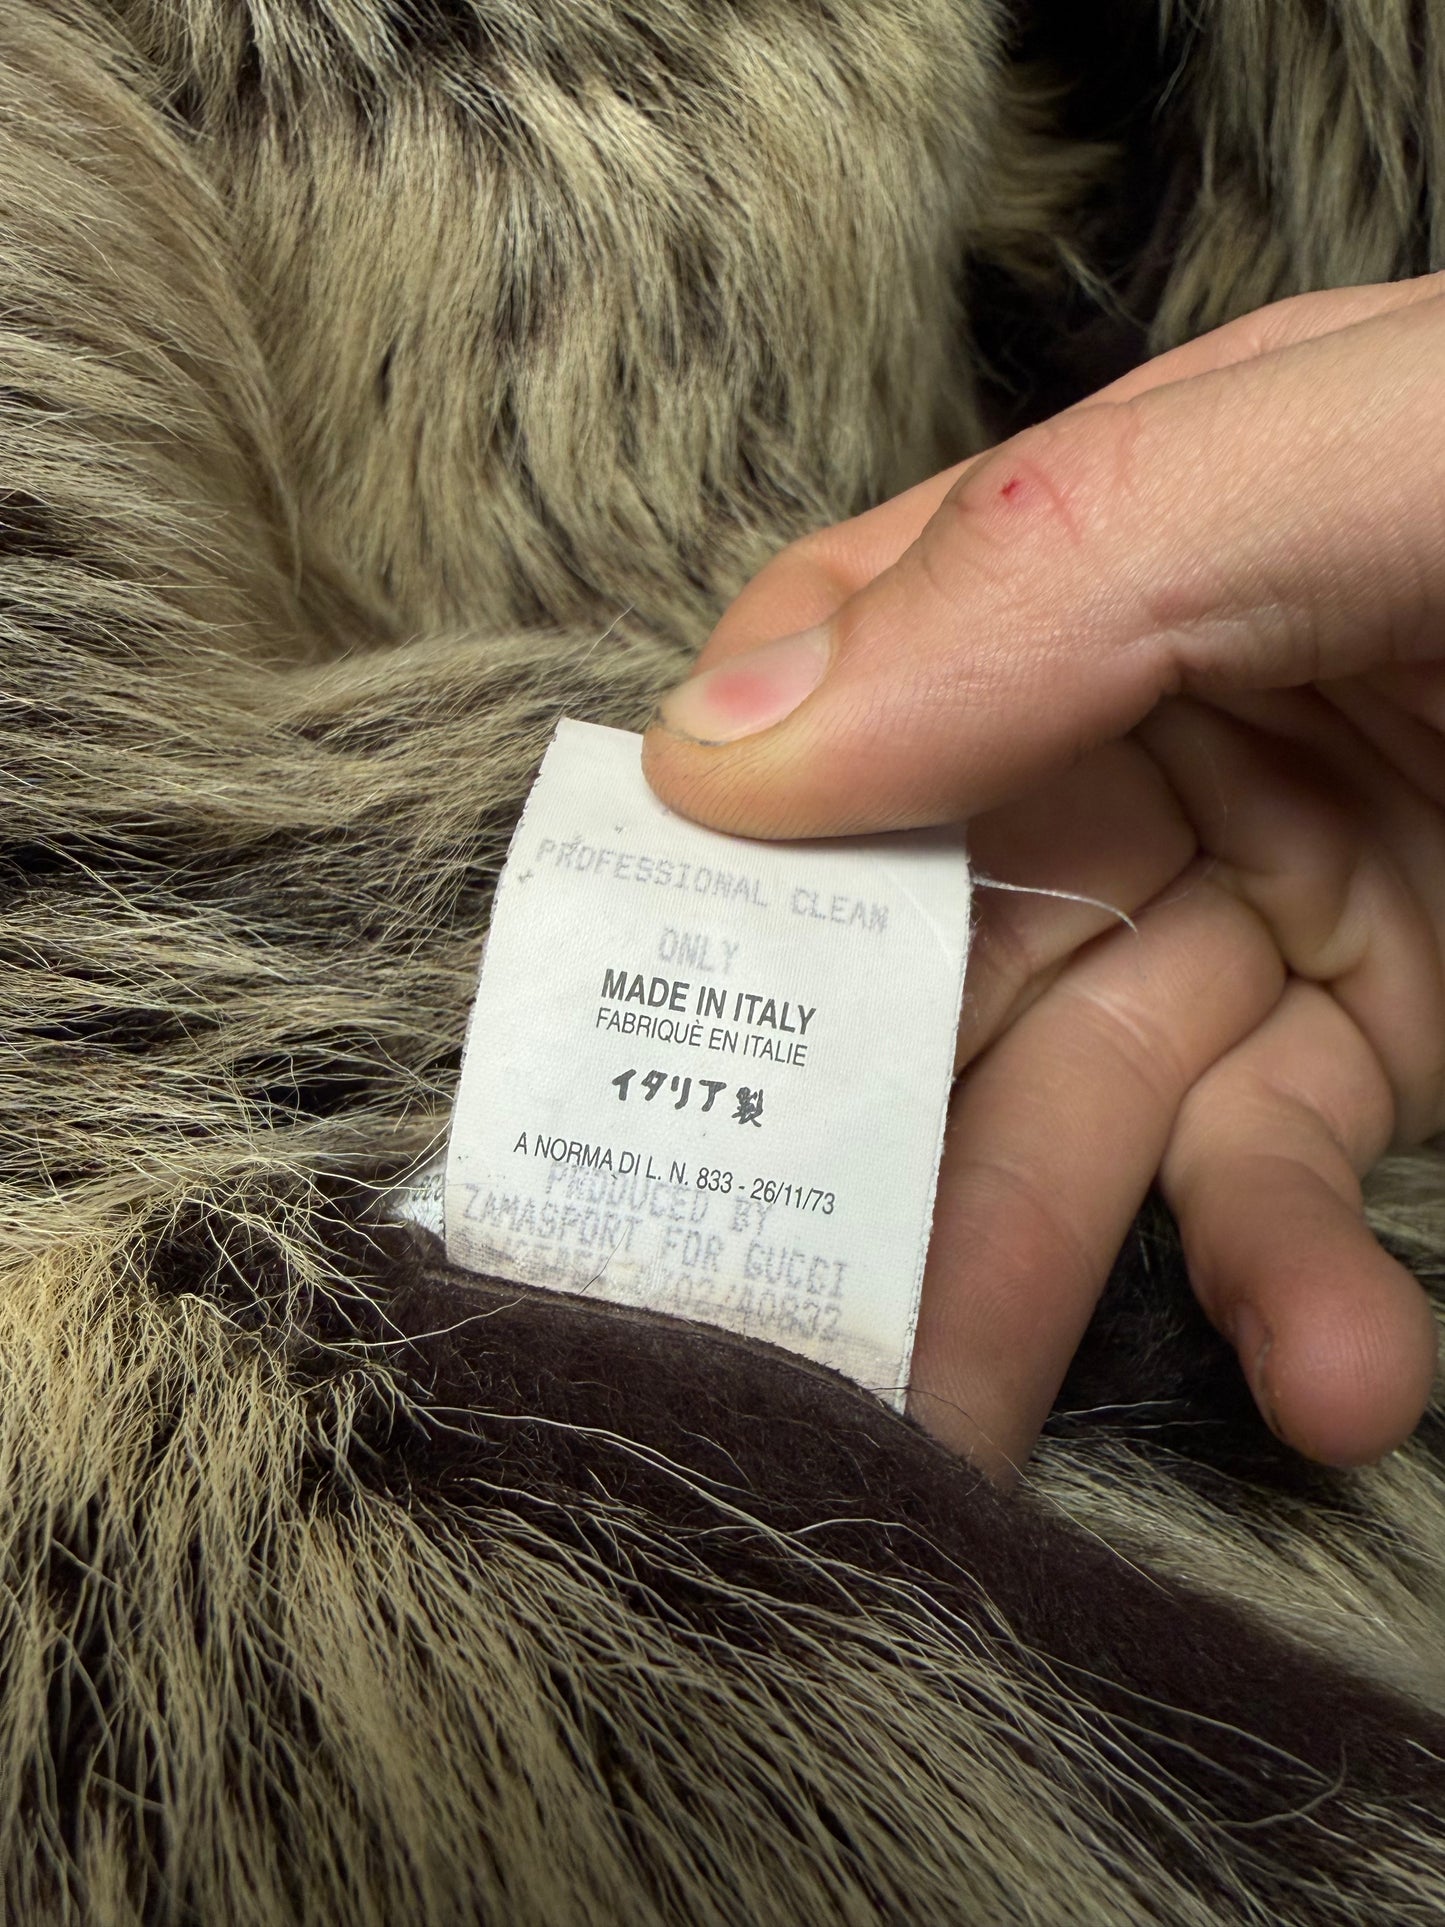 PROFESSIONAL CLEAN
ONLY
MADE IN ITALY
FABRIQUÈ EN ITALIE
イタリア製
A NORMA DI L. N. 833 - 26/11/73
PRODUCED BY
ZAMASPORT FOR GUCCI